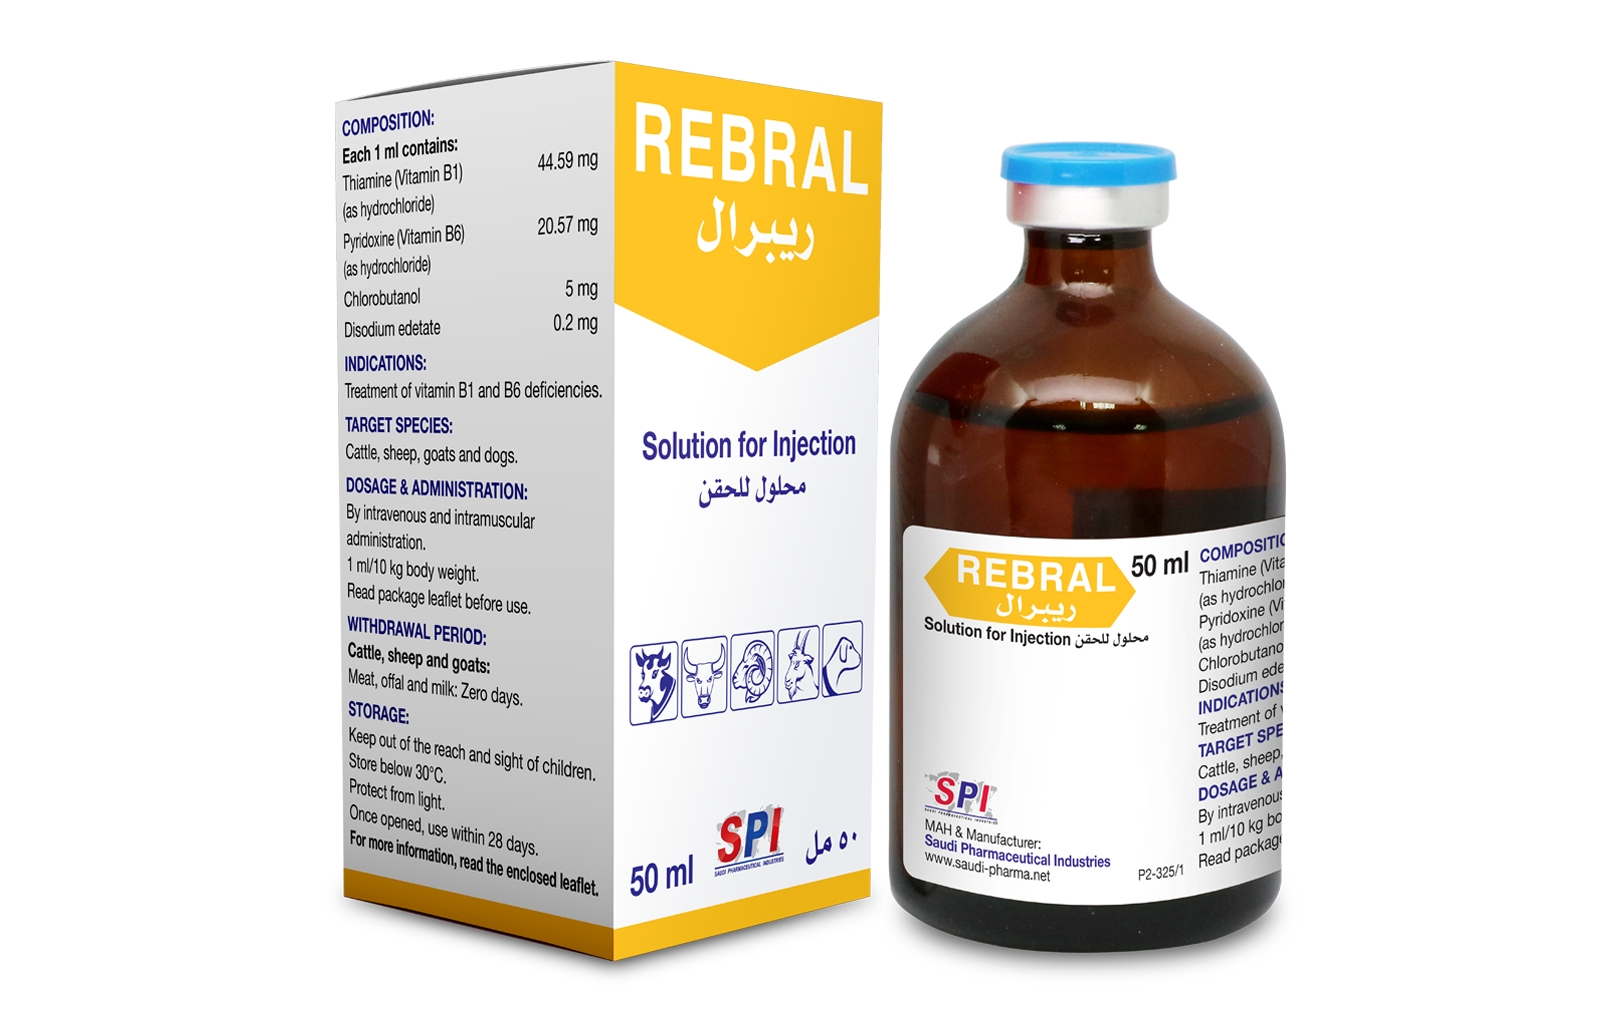 COMPOSITION:
Each 1 ml contains:
Thiamine (Vitamin B1) 44.59 mg
(as hydrochloride)
Pyridoxine (Vitamin B6) 20.57 mg
(as hydrochloride)
Chlorobutanol 5 mg
Disodium edetate 0.2 mg
INDICATIONS:
Treatment of vitamin B1 and B6 deficiencies.
TARGET SPECIES:
Cattle, sheep, goats and dogs.
DOSAGE & ADMINISTRATION:
By intravenous and intramuscular
administration.
1 ml/10 kg body weight.
Read package leaflet before use.
WITHDRAWAL PERIOD:
Cattle, sheep and goats:
Meat, offal and milk: Zero days.
STORAGE:
Keep out of the reach and sight of children.
Store below 30°C.
Protect from light.
Once opened, use within 28 days.
For more information, read the enclosed leaflet.
REBRAL
ريبرال
Solution for Injection
محلول للحقن
50 ml
SPI
SAUDI PHARMACEUTICAL INDUSTRIES
٥٠ مل
REBRAL
ريبرال
50 ml
Solution for Injection محلول للحقن
SPI
SAUDI PHARMACEUTICAL INDUSTRIES
MAH & Manufacturer:
Saudi Pharmaceutical Industries
www.saudi-pharma.net
P2-325/1
COMPOSITIO
Thiamine (Vita
(as hydrochlor
Pyridoxine (Vi
(as hydrochlor
Chlorobutano
Disodium ede
INDICATIONS
Treatment of v
TARGET SPE
Cattle, sheep,
DOSAGE & A
By intravenous
1 ml/10 kg bo
Read package